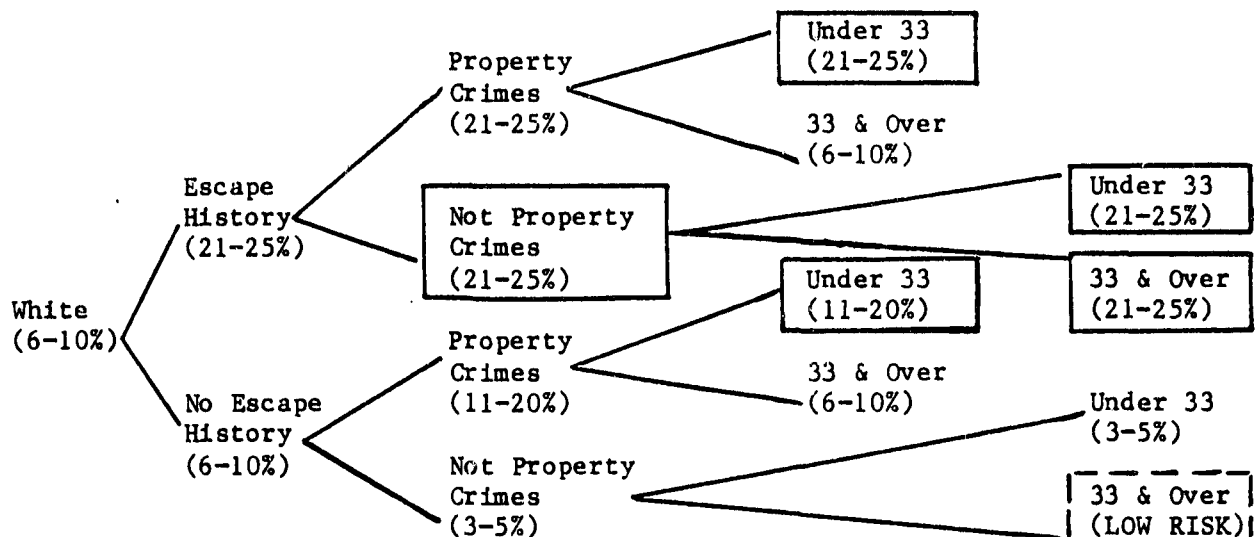 Under 33
(21-25%)
Property
Crimes
(21-25%)
33 & Over
(6-10%)
Escape
History
(21-25%)
Not Property
Crimes
(21-25%)
Under 33
(21-25%)
33 & Over
(21-25%)
White
(6-10%)
Under 33
(11-20%)
Property
Crimes
(11-20%)
33 & Over
(6-10%)
No Escape
History
(6-10%)
Not Property
Crimes
(3-5%)
Under 33
(3-5%)
33 & Over
(LOW RISK)